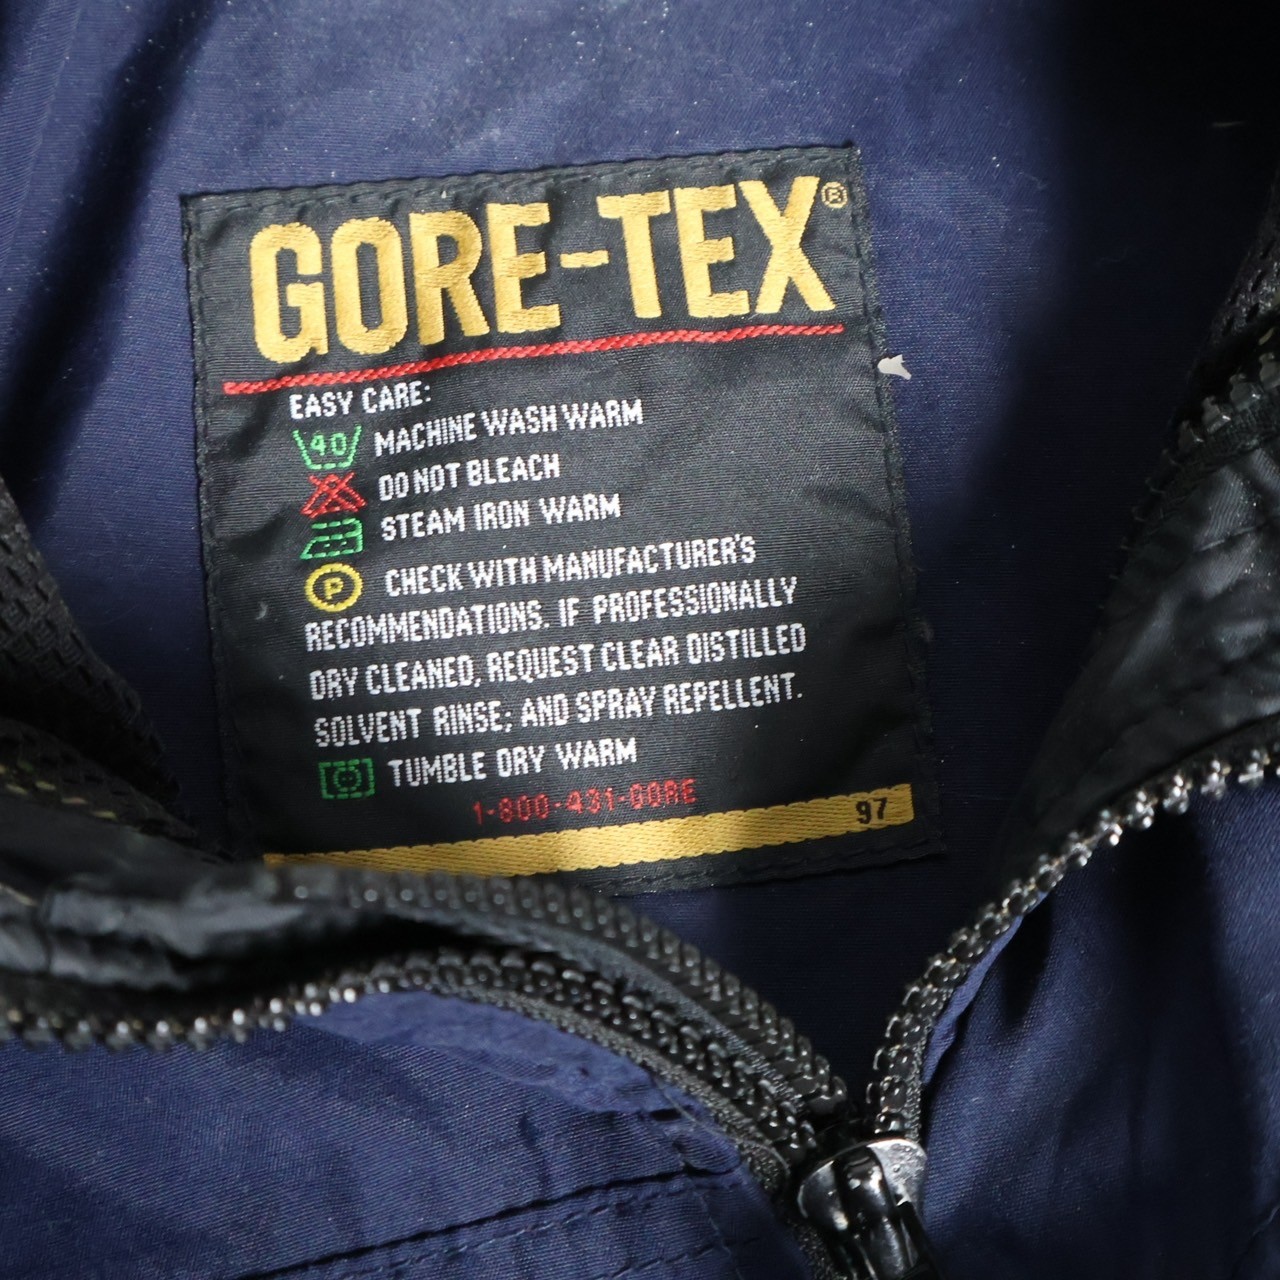 GORE-TEX®
EASY CARE:
40 MACHINE WASH WARM
DO NOT BLEACH
STEAM IRON WARM
P CHECK WITH MANUFACTURER'S
RECOMMENDATIONS. IF PROFESSIONALLY
DRY CLEANED, REQUEST CLEAR DISTILLED
SOLVENT RINSE; AND SPRAY REPELLENT.
TUMBLE DRY WARM
1-800-431-GORE
97